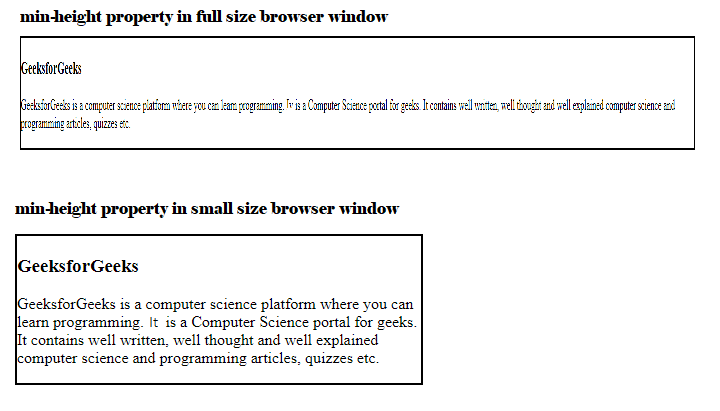 min-height property in full size browser window
GeeksforGeeks
GeeksforGeeks is a computer science platform where you can learn programming. It is a Computer Science portal for geeks. It contains well written, well thought and well explained computer science and
programming articles, quizzes etc.
min-height property in small size browser window
GeeksforGeeks
GeeksforGeeks is a computer science platform where you can
learn programming. It is a Computer Science portal for geeks.
It contains well written, well thought and well explained
computer science and programming articles, quizzes etc.